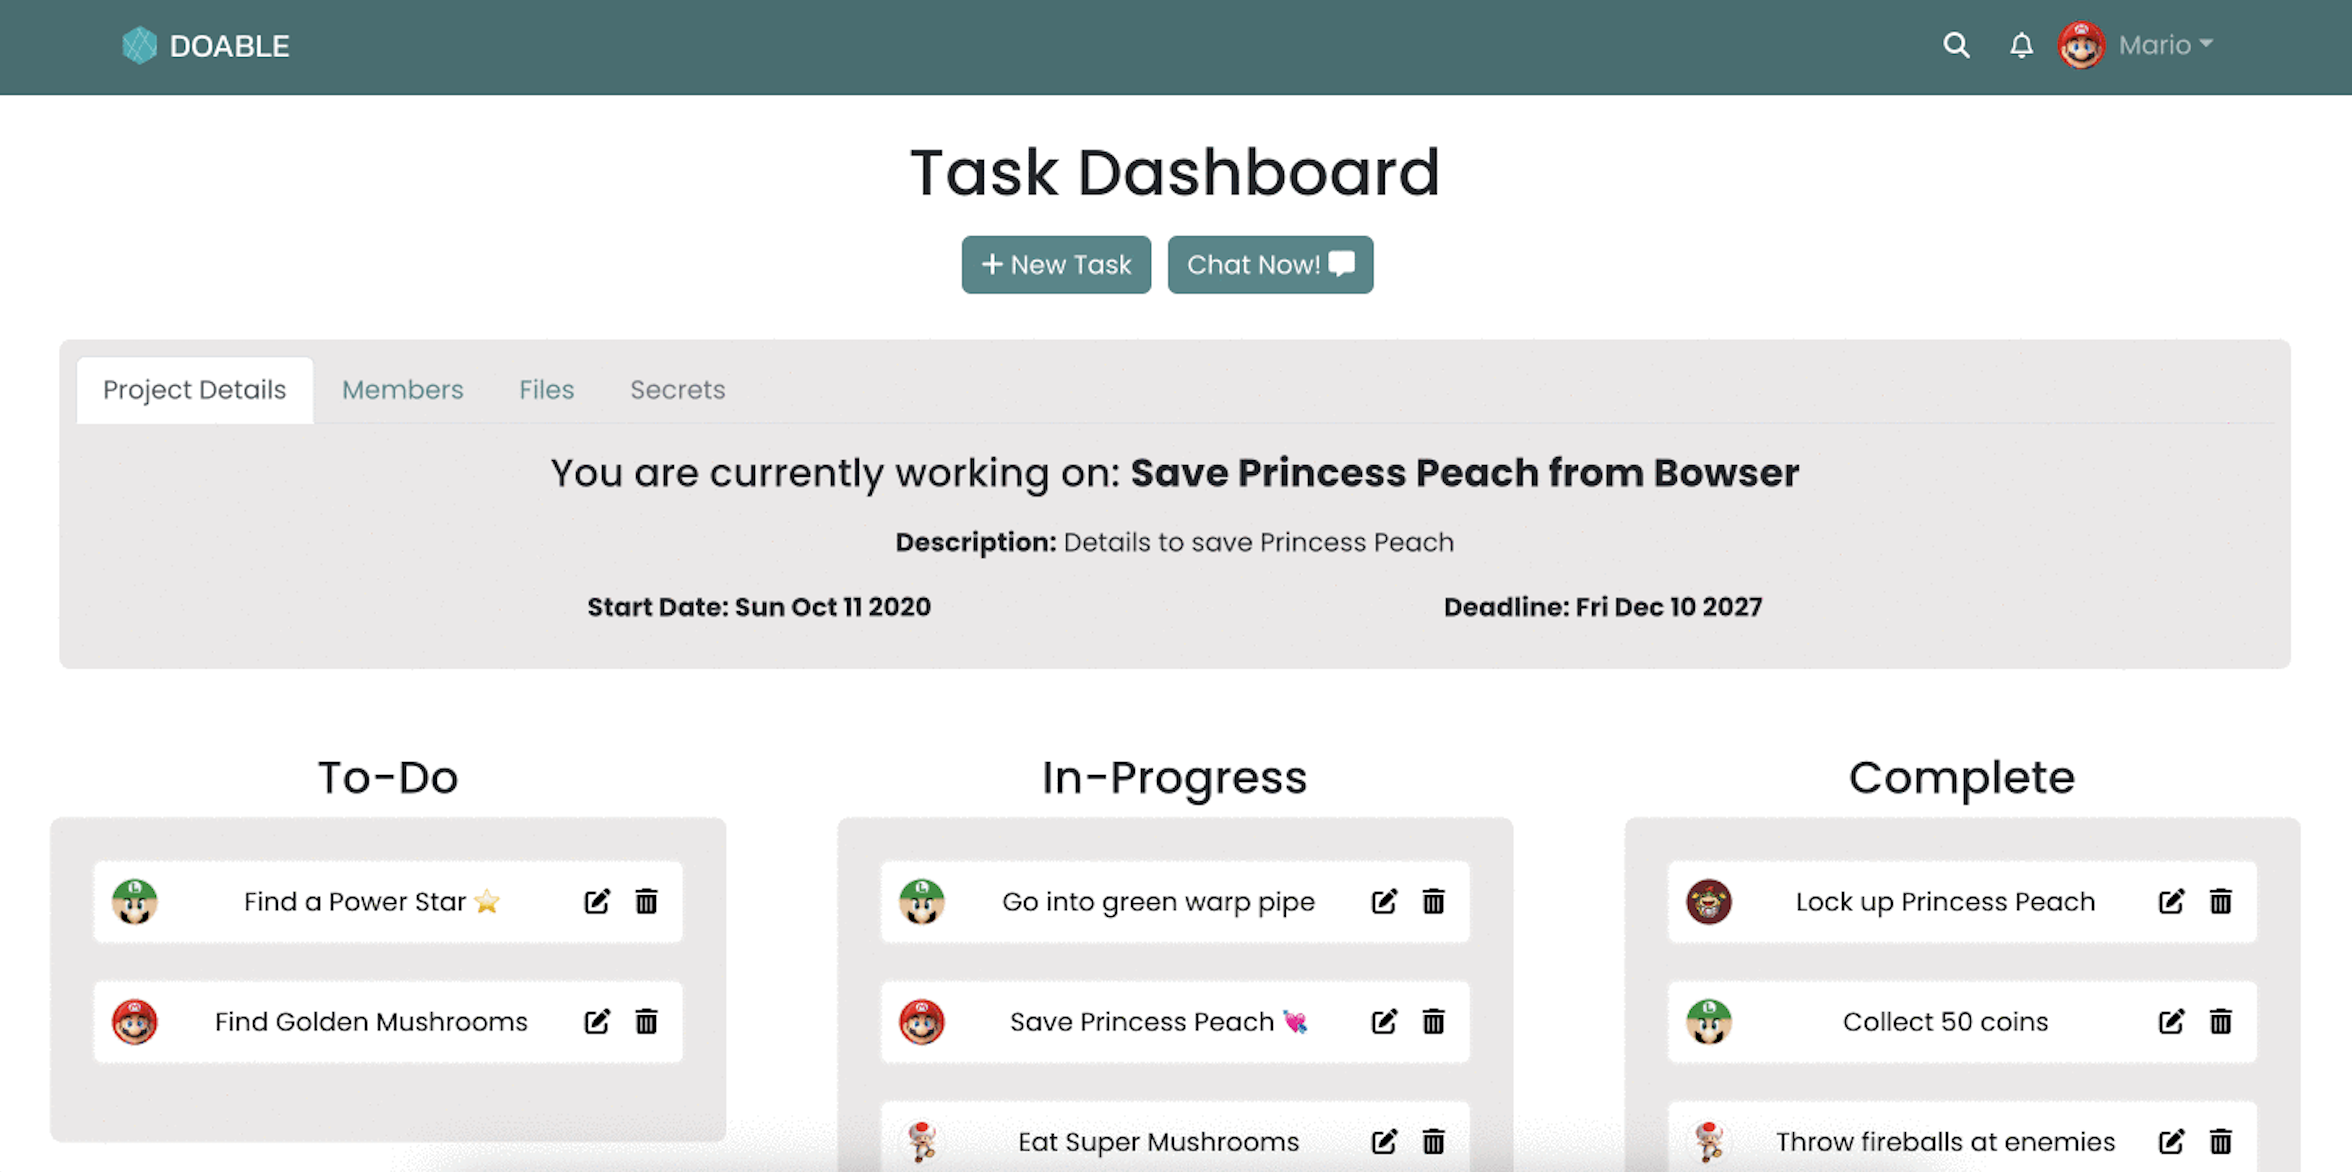 DOABLE
Mario
Task Dashboard
+ New Task
Chat Now!
Project Details
Members
Files
Secrets
You are currently working on: Save Princess Peach from Bowser
Description: Details to save Princess Peach
Start Date: Sun Oct 11 2020
Deadline: Fri Dec 10 2027
To-Do
Find a Power Star ⭐
Find Golden Mushrooms
In-Progress
Go into green warp pipe
Save Princess Peach 💘
Eat Super Mushrooms
Complete
Lock up Princess Peach
Collect 50 coins
Throw fireballs at enemies